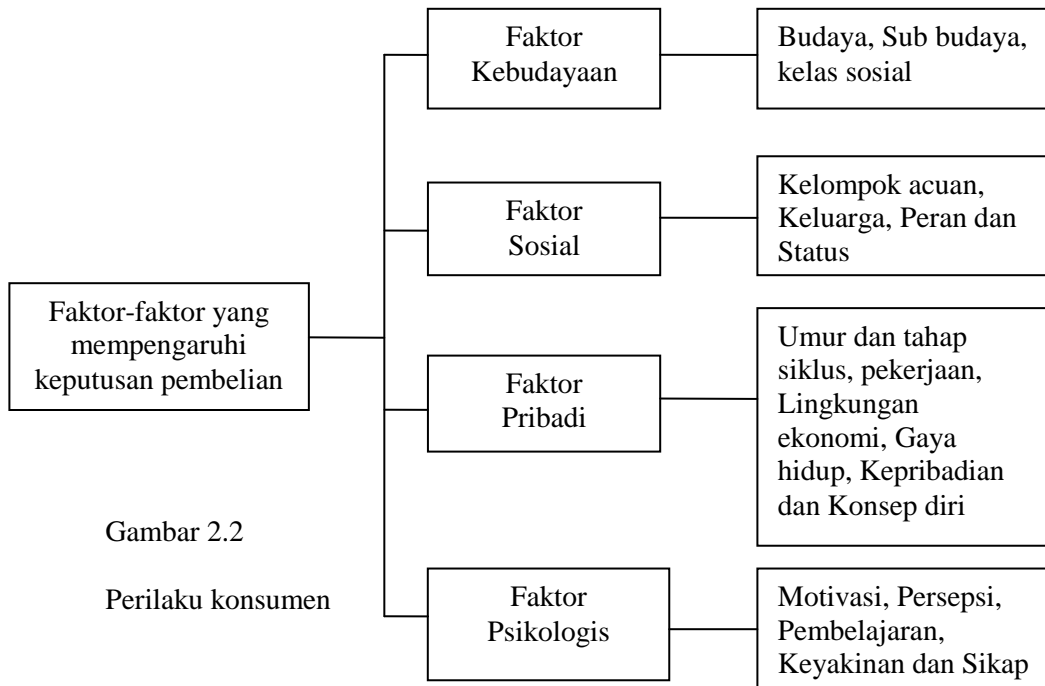 Faktor
Kebudayaan
Budaya, Sub budaya,
kelas sosial
Faktor
Sosial
Kelompok acuan,
Keluarga, Peran dan
Status
Faktor-faktor yang
mempengaruhi
keputusan pembelian
Faktor
Pribadi
Umur dan tahap
siklus, pekerjaan,
Lingkungan
ekonomi, Gaya
hidup, Kepribadian
dan Konsep diri
Faktor
Psikologis
Motivasi, Persepsi,
Pembelajaran,
Keyakinan dan Sikap
Gambar 2.2
Perilaku konsumen